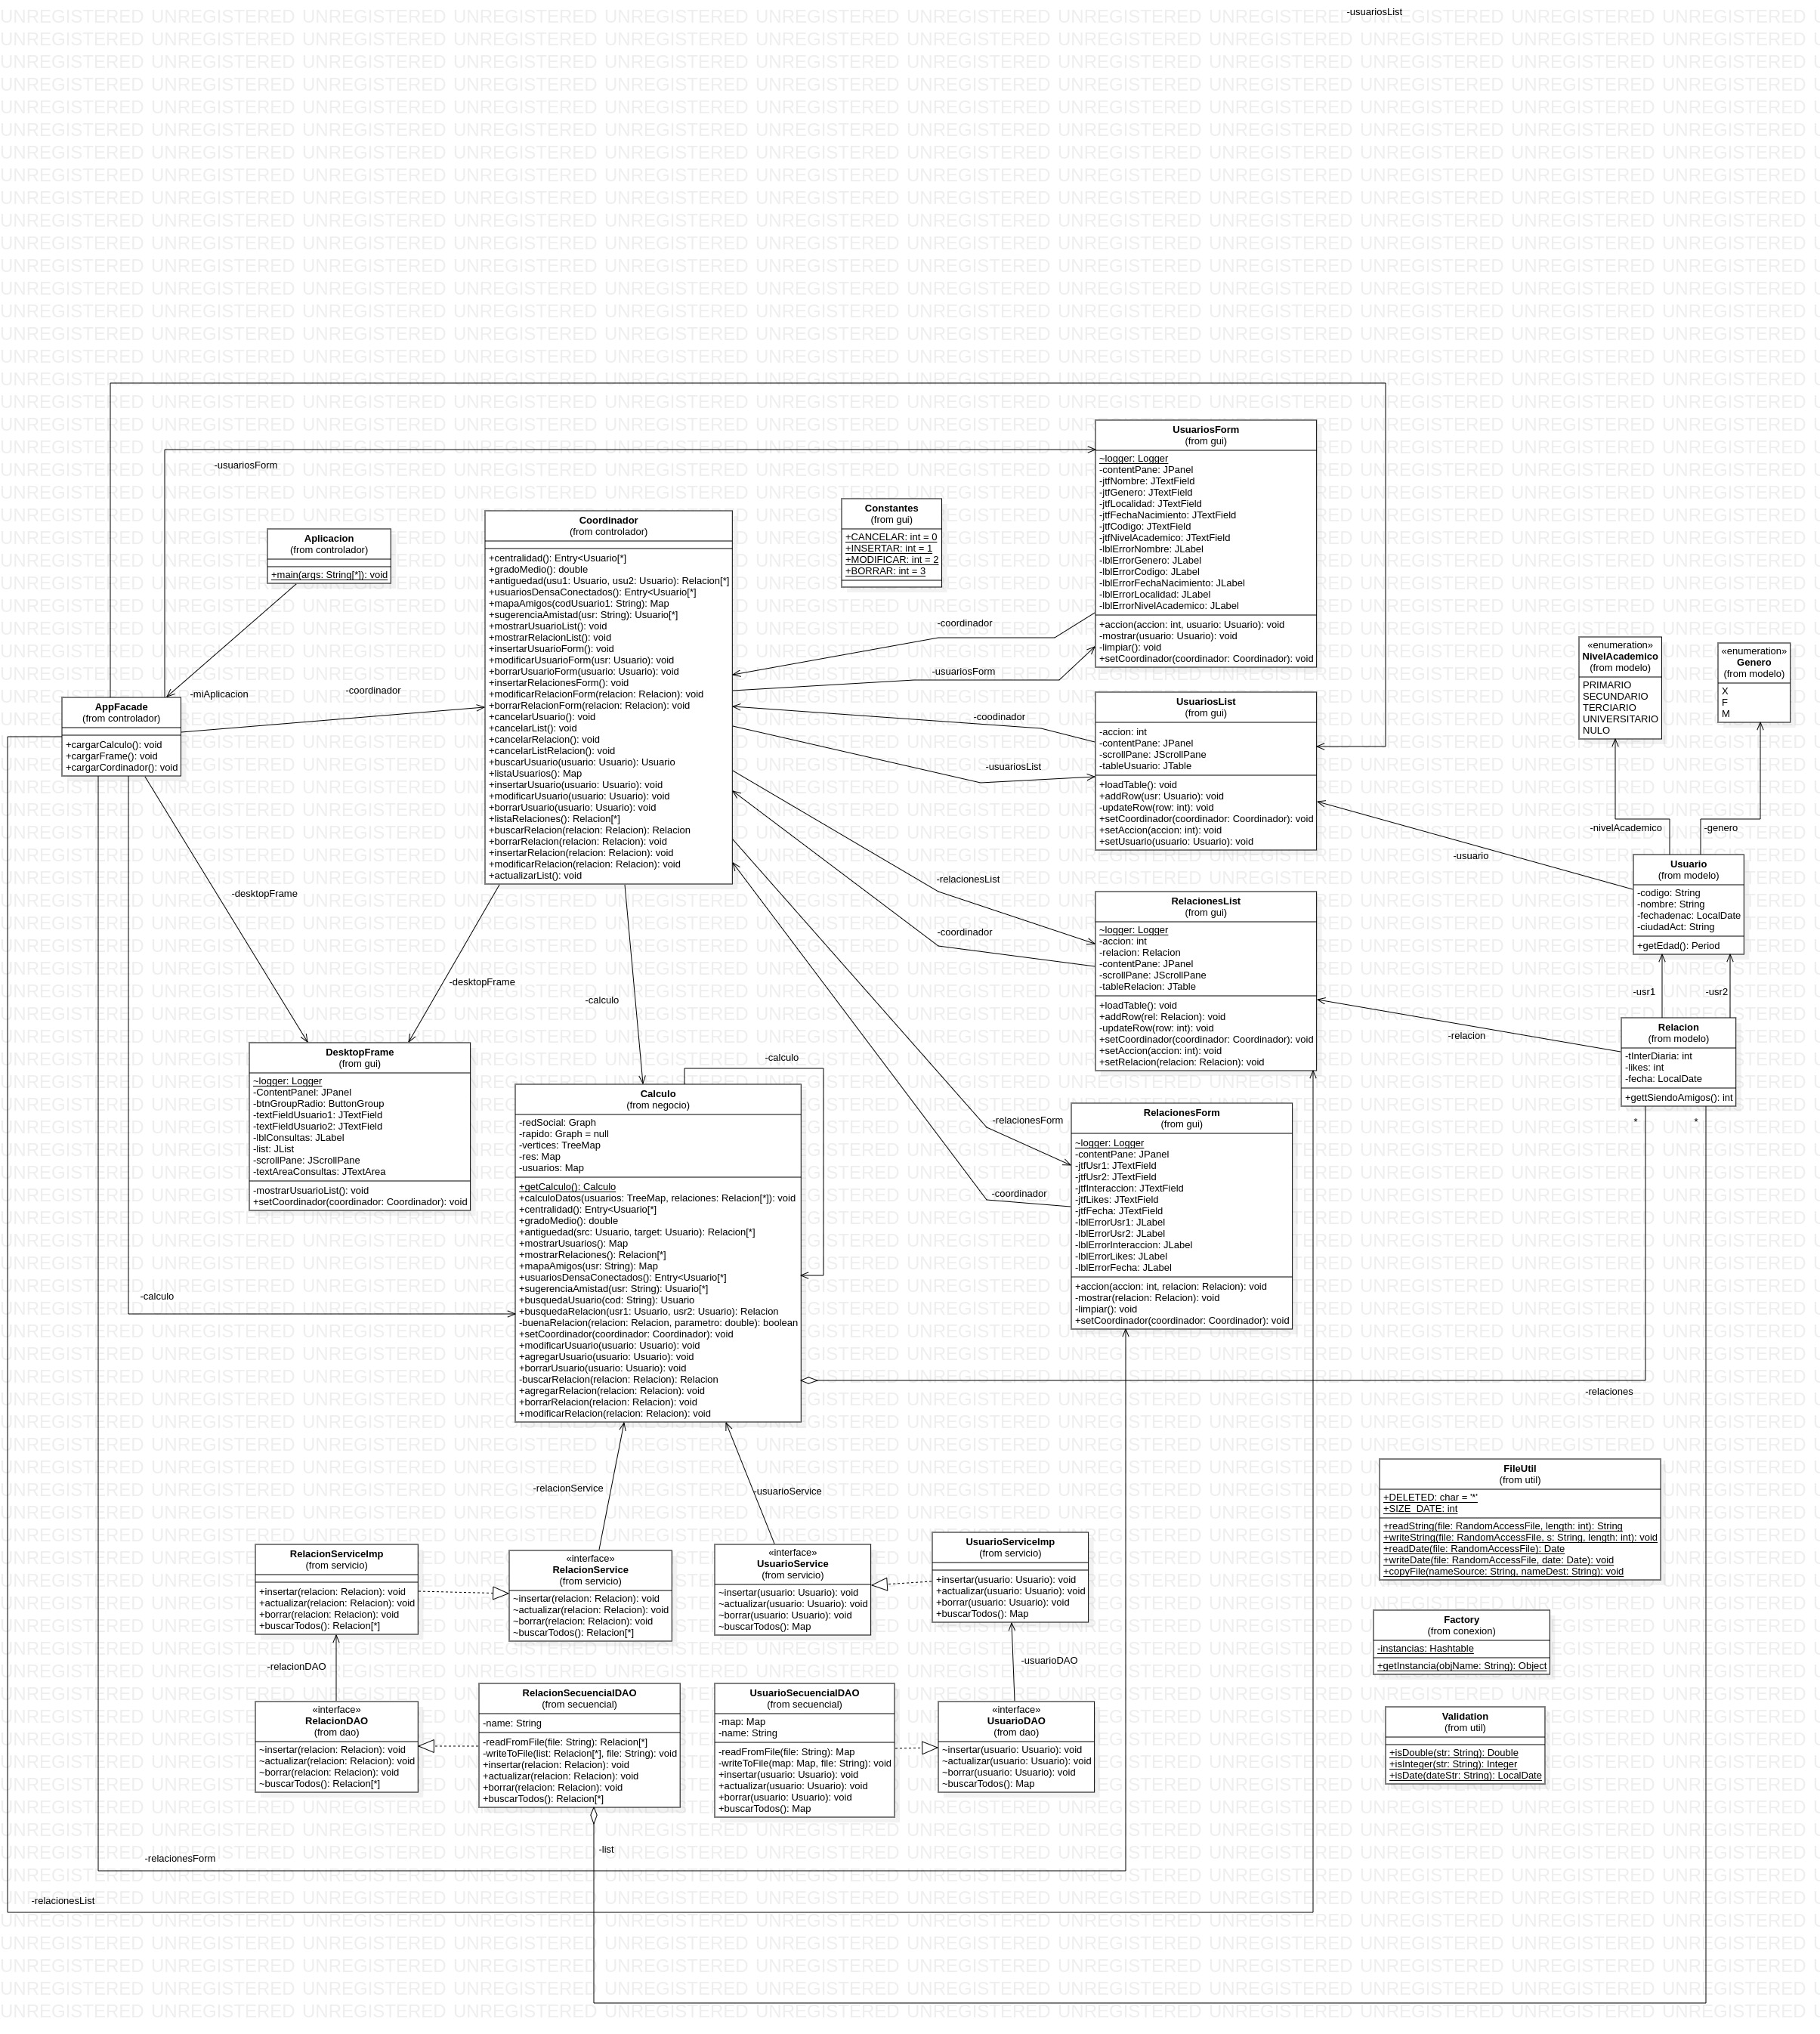 -usuariosList
UsuariosForm
(from gui)
~logger: Logger
-contentPane: JPanel
-jtfNombre: JTextField
-jtfGenero: JTextField
-jtfLocalidad: JTextField
-jtfFechaNacimiento: JTextField
-jtfCodigo: JTextField
-jtfNivelAcademico: JTextField
-lblErrorNombre: JLabel
-lblErrorGenero: JLabel
-lblErrorCodigo: JLabel
-lblErrorFechaNacimiento: JLabel
-lblErrorLocalidad: JLabel
-lblErrorNivelAcademico: JLabel
+accion(accion: int, usuario: Usuario): void
-mostrar(usuario: Usuario): void
-limpiar(): void
+setCoordinador(coordinador: Coordinador): void
-usuariosForm
Aplicacion
(from controlador)
+main(args: String[*]): void
Coordinador
(from controlador)
+centralidad(): Entry<Usuario[*]
+gradoMedio(): double
+antiguedad(usu1: Usuario, usu2: Usuario): Relacion[*]
+usuariosDensaConectados(): Entry<Usuario[*]
+mapaAmigos(codUsuario1: String): Map
+sugerenciaAmistad(usr: String): Usuario[*]
+mostrarUsuarioList(): void
+mostrarRelacionList(): void
+insertarUsuarioForm(): void
+modificarUsuarioForm(usr: Usuario): void
+borrarUsuarioForm(usuario: Usuario): void
+insertarRelacionesForm(): void
+modificarRelacionForm(relacion: Relacion): void
+borrarRelacionForm(relacion: Relacion): void
+cancelarUsuario(): void
+cancelarList(): void
+cancelarRelacion(): void
+cancelarListRelacion(): void
+buscarUsuario(usuario: Usuario): Usuario
+listaUsuarios(): Map
+insertarUsuario(usuario: Usuario): void
+modificarUsuario(usuario: Usuario): void
+borrarUsuario(usuario: Usuario): void
+listaRelaciones(): Relacion[*]
+buscarRelacion(relacion: Relacion): Relacion
+borrarRelacion(relacion: Relacion): void
+insertarRelacion(relacion: Relacion): void
+modificarRelacion(relacion: Relacion): void
+actualizarList(): void
Constantes
(from gui)
+CANCELAR: int = 0
+INSERTAR: int = 1
+MODIFICAR: int = 2
+BORRAR: int = 3
-coordinador
-usuariosForm
-coodinador
-usuariosList
-relacionesList
-coordinador
-miAplicacion
-coordinador
AppFacade
(from controlador)
+cargarCalculo(): void
+cargarFrame(): void
+cargarCordinador(): void
UsuariosList
(from gui)
-accion: int
-contentPane: JPanel
-scrollPane: JScrollPane
-tableUsuario: JTable
+loadTable(): void
+addRow(usr: Usuario): void
-updateRow(row: int): void
+setCoordinador(coordinador: Coordinador): void
+setAccion(accion: int): void
+setUsuario(usuario: Usuario): void
«enumeration»
NivelAcademico
(from modelo)
PRIMARIO
SECUNDARIO
TERCIARIO
UNIVERSITARIO
NULO
«enumeration»
Genero
(from modelo)
X
F
M
-nivelAcademico
-genero
-usuario
Usuario
(from modelo)
-codigo: String
-nombre: String
-fechadenac: LocalDate
-ciudadAct: String
+getEdad(): Period
RelacionesList
(from gui)
~logger: Logger
-accion: int
-relacion: Relacion
-contentPane: JPanel
-scrollPane: JScrollPane
-tableRelacion: JTable
+loadTable(): void
+addRow(rel: Relacion): void
-updateRow(row: int): void
+setCoordinador(coordinador: Coordinador): void
+setAccion(accion: int): void
+setRelacion(relacion: Relacion): void
-usr1
-usr2
-relacion
Relacion
(from modelo)
-tInterDiaria: int
-likes: int
-fecha: LocalDate
+gettSiendoAmigos(): int
*
*
-desktopFrame
-desktopFrame
-calculo
DesktopFrame
(from gui)
~logger: Logger
-ContentPanel: JPanel
-btnGroupRadio: ButtonGroup
-textFieldUsuario1: JTextField
-textFieldUsuario2: JTextField
-lblConsultas: JLabel
-list: JList
-scrollPane: JScrollPane
-textAreaConsultas: JTextArea
-mostrarUsuarioList(): void
+setCoordinador(coordinador: Coordinador): void
-calculo
Calculo
(from negocio)
-redSocial: Graph
-rapido: Graph = null
-vertices: TreeMap
-res: Map
-usuarios: Map
+getCalculo(): Calculo
+calculoDatos(usuarios: TreeMap, relaciones: Relacion[*]): void
+centralidad(): Entry<Usuario[*]
+gradoMedio(): double
+antiguedad(src: Usuario, target: Usuario): Relacion[*]
+mostrarUsuarios(): Map
+mostrarRelaciones(): Relacion[*]
+mapaAmigos(usr: String): Map
+usuariosDensaConectados(): Entry<Usuario[*]
+sugerenciaAmistad(usr: String): Usuario[*]
+busquedaUsuario(cod: String): Usuario
+busquedaRelacion(usr1: Usuario, usr2: Usuario): Relacion
-buenaRelacion(relacion: Relacion, parametro: double): boolean
+setCoordinador(coordinador: Coordinador): void
+modificarUsuario(usuario: Usuario): void
+agregarUsuario(usuario: Usuario): void
+borrarUsuario(usuario: Usuario): void
-buscarRelacion(relacion: Relacion): Relacion
+agregarRelacion(relacion: Relacion): void
+borrarRelacion(relacion: Relacion): void
+modificarRelacion(relacion: Relacion): void
-relacionesForm
-coordinador
RelacionesForm
(from gui)
~logger: Logger
-contentPane: JPanel
-jtfUsr1: JTextField
-jtfUsr2: JTextField
-jtfInteraccion: JTextField
-jtfLikes: JTextField
-jtfFecha: JTextField
-lblErrorUsr1: JLabel
-lblErrorUsr2: JLabel
-lblErrorInteraccion: JLabel
-lblErrorLikes: JLabel
-lblErrorFecha: JLabel
+accion(accion: int, relacion: Relacion): void
-mostrar(relacion: Relacion): void
-limpiar(): void
+setCoordinador(coordinador: Coordinador): void
-calculo
-relaciones
-relacionService
-usuarioService
FileUtil
(from util)
+DELETED: char = '*'
+SIZE_DATE: int
+readString(file: RandomAccessFile, length: int): String
+writeString(file: RandomAccessFile, s: String, length: int): void
+readDate(file: RandomAccessFile): Date
+writeDate(file: RandomAccessFile, date: Date): void
+copyFile(nameSource: String, nameDest: String): void
RelacionServiceImp
(from servicio)
+insertar(relacion: Relacion): void
+actualizar(relacion: Relacion): void
+borrar(relacion: Relacion): void
+buscarTodos(): Relacion[*]
«interface»
RelacionService
(from servicio)
~insertar(relacion: Relacion): void
~actualizar(relacion: Relacion): void
~borrar(relacion: Relacion): void
~buscarTodos(): Relacion[*]
«interface»
UsuarioService
(from servicio)
~insertar(usuario: Usuario): void
~actualizar(usuario: Usuario): void
~borrar(usuario: Usuario): void
~buscarTodos(): Map
UsuarioServiceImp
(from servicio)
+insertar(usuario: Usuario): void
+actualizar(usuario: Usuario): void
+borrar(usuario: Usuario): void
+buscarTodos(): Map
Factory
(from conexion)
-instancias: Hashtable
+getInstancia(objName: String): Object
-relacionDAO
-usuarioDAO
«interface»
RelacionDAO
(from dao)
~insertar(relacion: Relacion): void
~actualizar(relacion: Relacion): void
~borrar(relacion: Relacion): void
~buscarTodos(): Relacion[*]
RelacionSecuencialDAO
(from secuencial)
-name: String
-readFromFile(file: String): Relacion[*]
-writeToFile(list: Relacion[*], file: String): void
+insertar(relacion: Relacion): void
+actualizar(relacion: Relacion): void
+borrar(relacion: Relacion): void
+buscarTodos(): Relacion[*]
UsuarioSecuencialDAO
(from secuencial)
-map: Map
-name: String
-readFromFile(file: String): Map
-writeToFile(map: Map, file: String): void
+insertar(usuario: Usuario): void
+actualizar(usuario: Usuario): void
+borrar(usuario: Usuario): void
+buscarTodos(): Map
«interface»
UsuarioDAO
(from dao)
~insertar(usuario: Usuario): void
~actualizar(usuario: Usuario): void
~borrar(usuario: Usuario): void
~buscarTodos(): Map
Validation
(from util)
+isDouble(str: String): Double
+isInteger(str: String): Integer
+isDate(dateStr: String): LocalDate
-list
-relacionesForm
-relacionesList